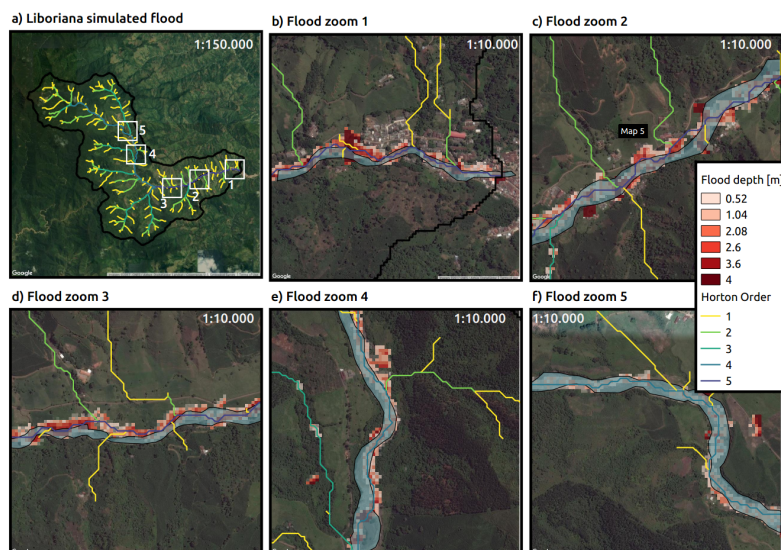 a) Liboriana simulated flood
1:150.000
5
4
3
2
1
Google
b) Flood zoom 1
1:10.000
Google
c) Flood zoom 2
1:10.000
Map 5
Google
Flood depth [m]
0.52
1.04
2.08
2.6
3.6
4
Horton Order
1
2
3
4
5
d) Flood zoom 3
1:10.000
e) Flood zoom 4
1:10.000
f) Flood zoom 5
1:10.000